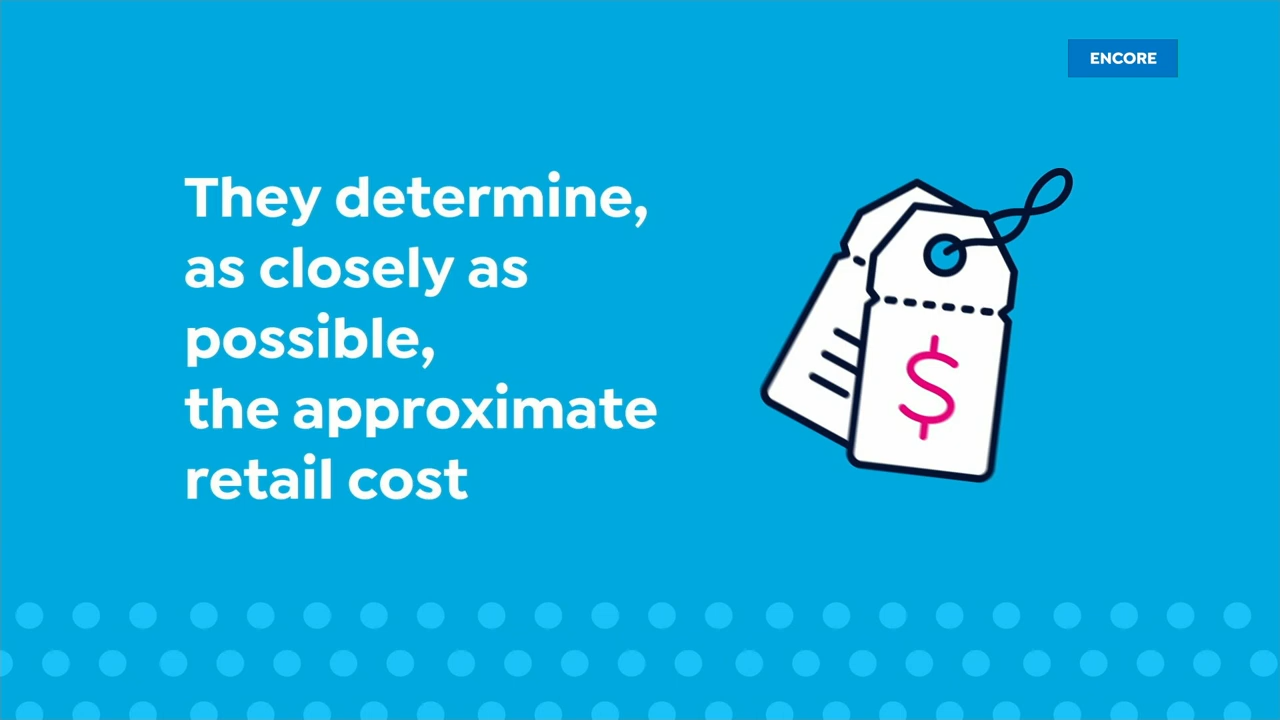 ENCORE
They determine,
as closely as
possible,
the approximate
retail cost
$